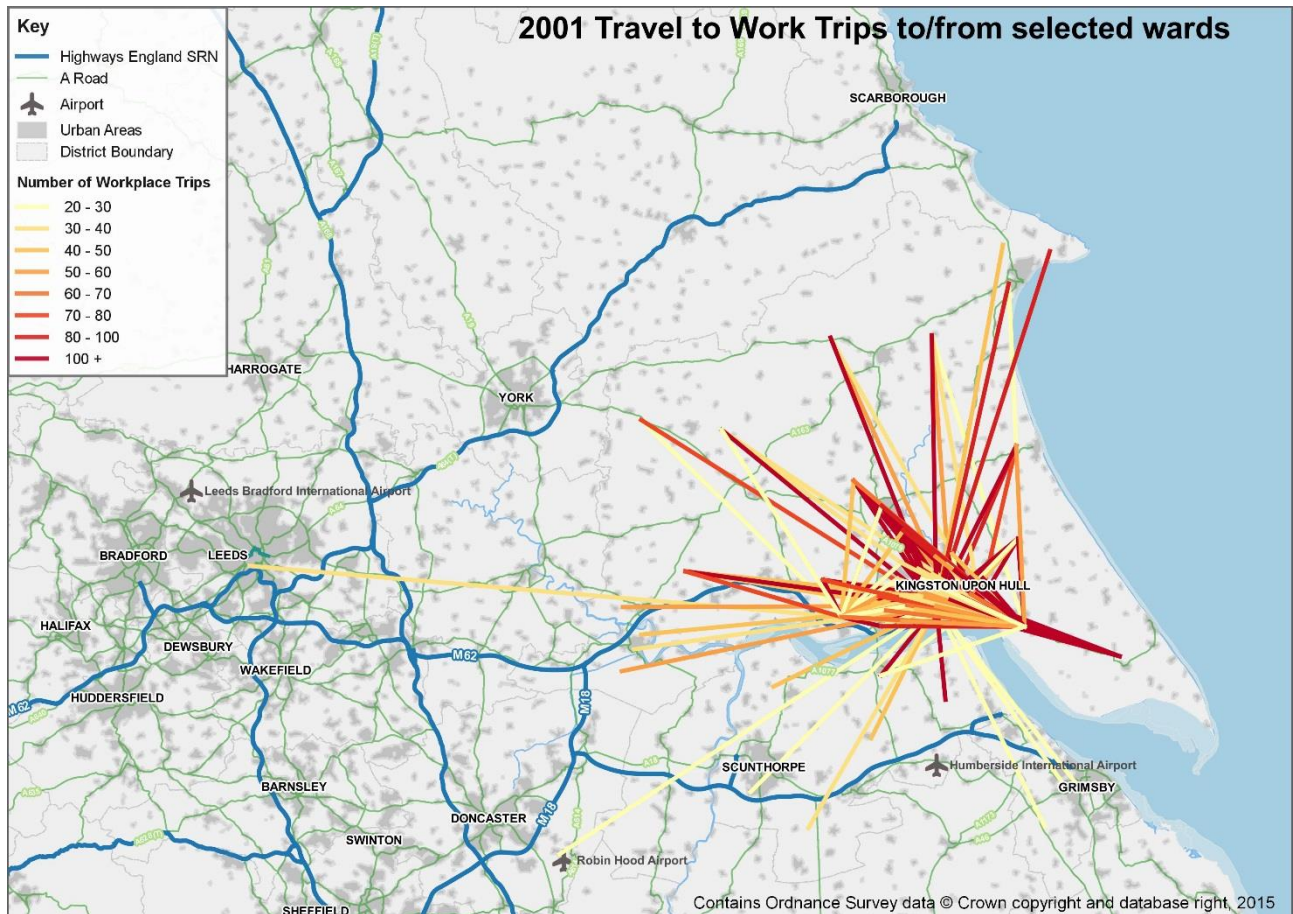 2001 Travel to Work Trips to/from selected wards
Key
Highways England SRN
A Road
Airport
Urban Areas
District Boundary
Number of Workplace Trips
20 - 30
30 - 40
40 - 50
50 - 60
60 - 70
70 - 80
80 - 100
100 +
SCARBOROUGH
HARROGATE
YORK
Leeds Bradford International Airport
BRADFORD
LEEDS
KINGSTON UPON HULL
HALIFAX
DEWSBURY
M62
WAKEFIELD
HUDDERSFIELD
A1077
M62
M18
SCUNTHORPE
Humberside International Airport
BARNSLEY
GRIMSBY
M18
DONCASTER
SWINTON
Robin Hood Airport
SHEFFIELD
Contains Ordnance Survey data © Crown copyright and database right, 2015